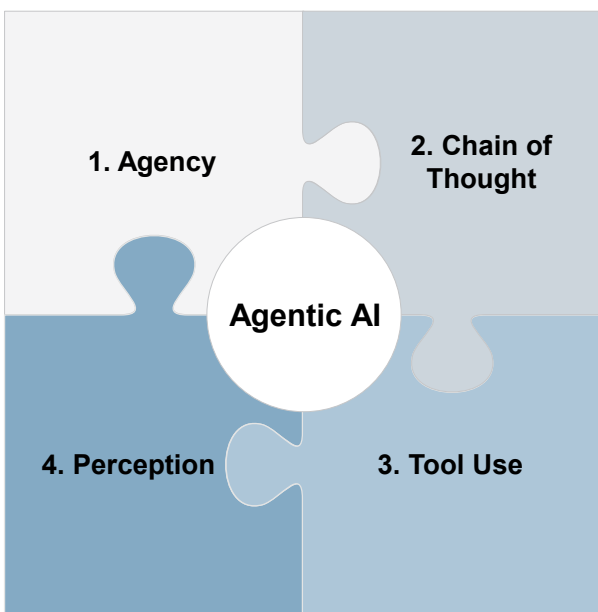 1. Agency
2. Chain of
Thought
Agentic AI
4. Perception
3. Tool Use